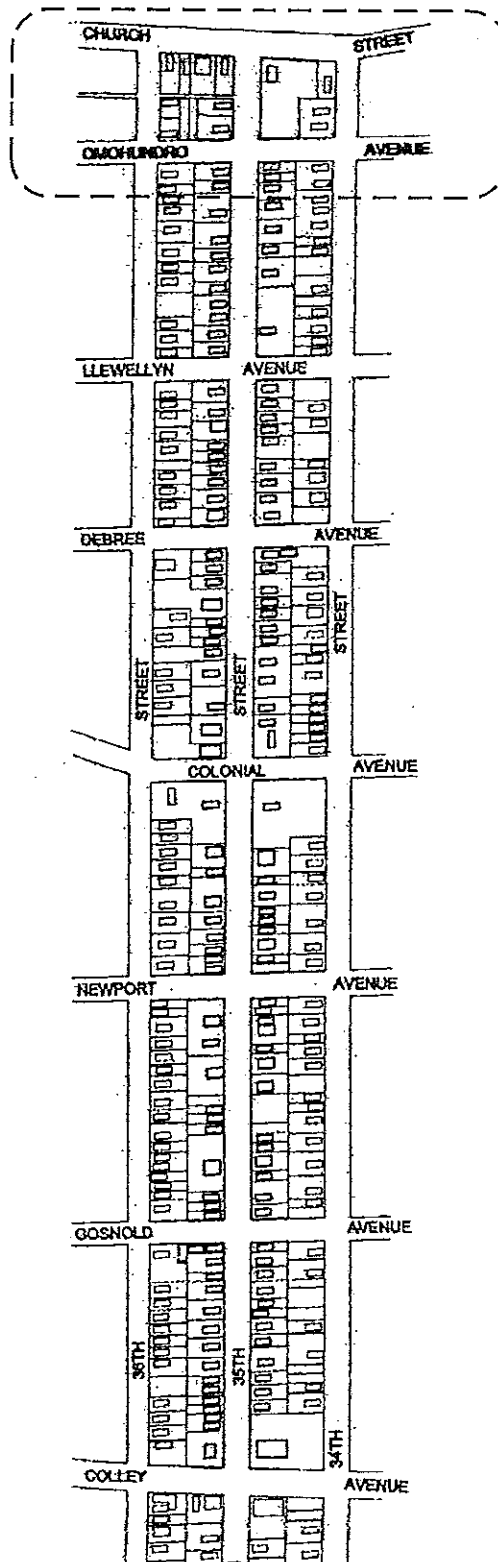 CHURCH STREET
OMOHUNDRO AVENUE
LLEWELLYN AVENUE
DEBREE AVENUE
STREET
STREET
STREET
COLONIAL AVENUE
NEWPORT AVENUE
GOSNOLD AVENUE
36TH
35TH
34TH
COLLEY AVENUE